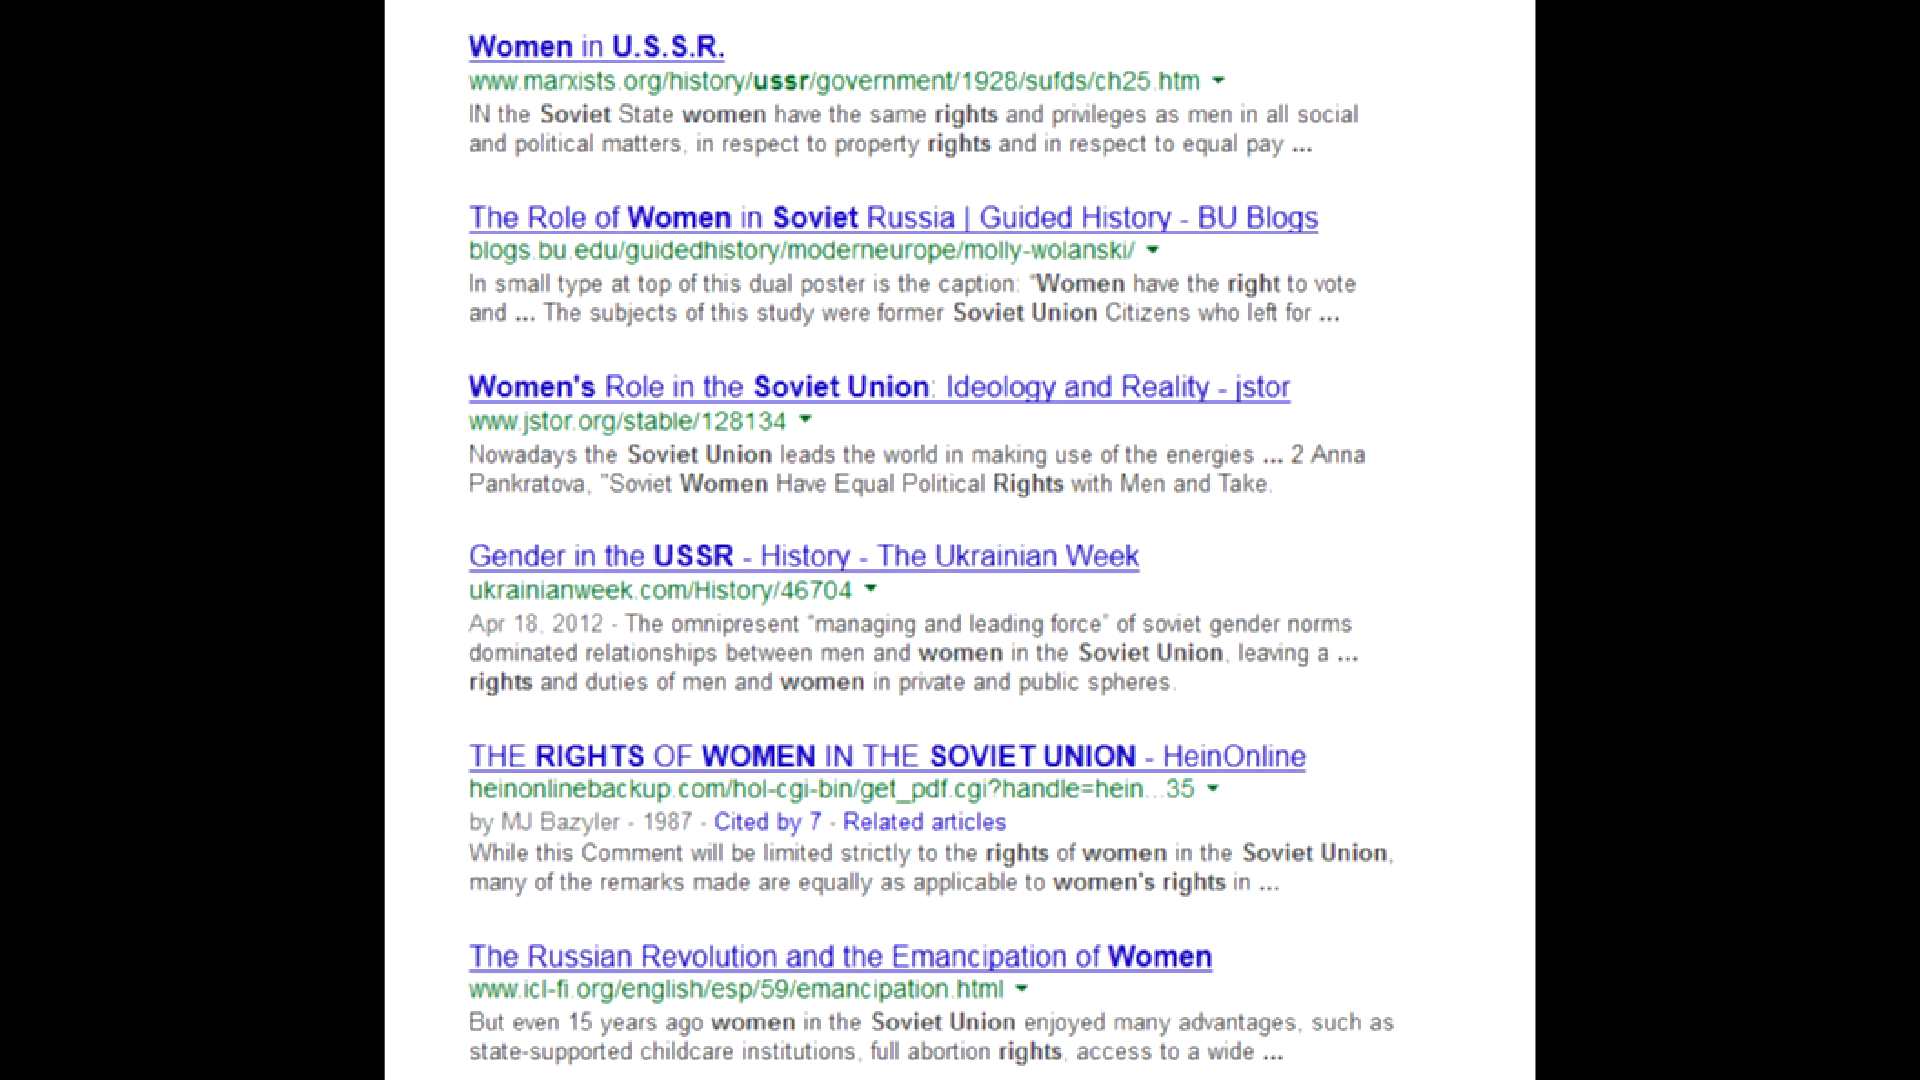 Women in U.S.S.R.
www.marxists.org/history/ussr/government/1928/sufds/ch25.htm
IN the Soviet State women have the same rights and privileges as men in all social
and political matters, in respect to property rights and in respect to equal pay ...
The Role of Women in Soviet Russia | Guided History - BU Blogs
blogs.bu.edu/guidedhistory/moderneurope/molly-wolanski/
In small type at top of this dual poster is the caption: "Women have the right to vote
and ... The subjects of this study were former Soviet Union Citizens who left for ...
Women's Role in the Soviet Union: Ideology and Reality - jstor
www.jstor.org/stable/128134
Nowadays the Soviet Union leads the world in making use of the energies ... 2 Anna
Pankratova, "Soviet Women Have Equal Political Rights with Men and Take.
Gender in the USSR - History - The Ukrainian Week
ukrainianweek.com/History/46704
Apr 18, 2012 - The omnipresent "managing and leading force" of soviet gender norms
dominated relationships between men and women in the Soviet Union, leaving a ...
rights and duties of men and women in private and public spheres.
THE RIGHTS OF WOMEN IN THE SOVIET UNION - HeinOnline
heinonlinebackup.com/hol-cgi-bin/get_pdf.cgi?handle=hein...35
by MJ Bazyler - 1987 - Cited by 7 - Related articles
While this Comment will be limited strictly to the rights of women in the Soviet Union,
many of the remarks made are equally as applicable to women's rights in ...
The Russian Revolution and the Emancipation of Women
www.icl-fi.org/english/esp/59/emancipation.html
But even 15 years ago women in the Soviet Union enjoyed many advantages, such as
state-supported childcare institutions, full abortion rights, access to a wide ...